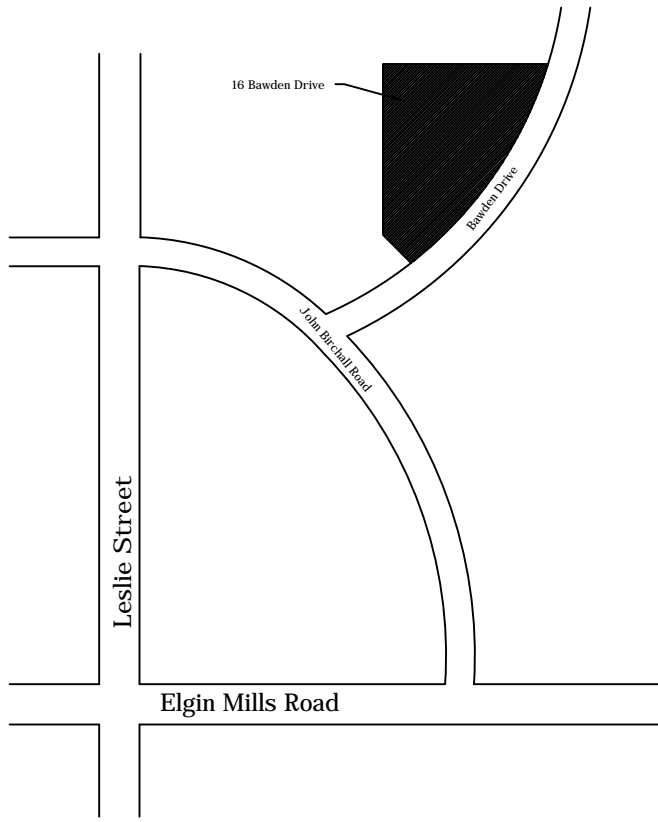 16 Bawden Drive
Bawden Drive
John Birchall Road
Leslie Street
Elgin Mills Road